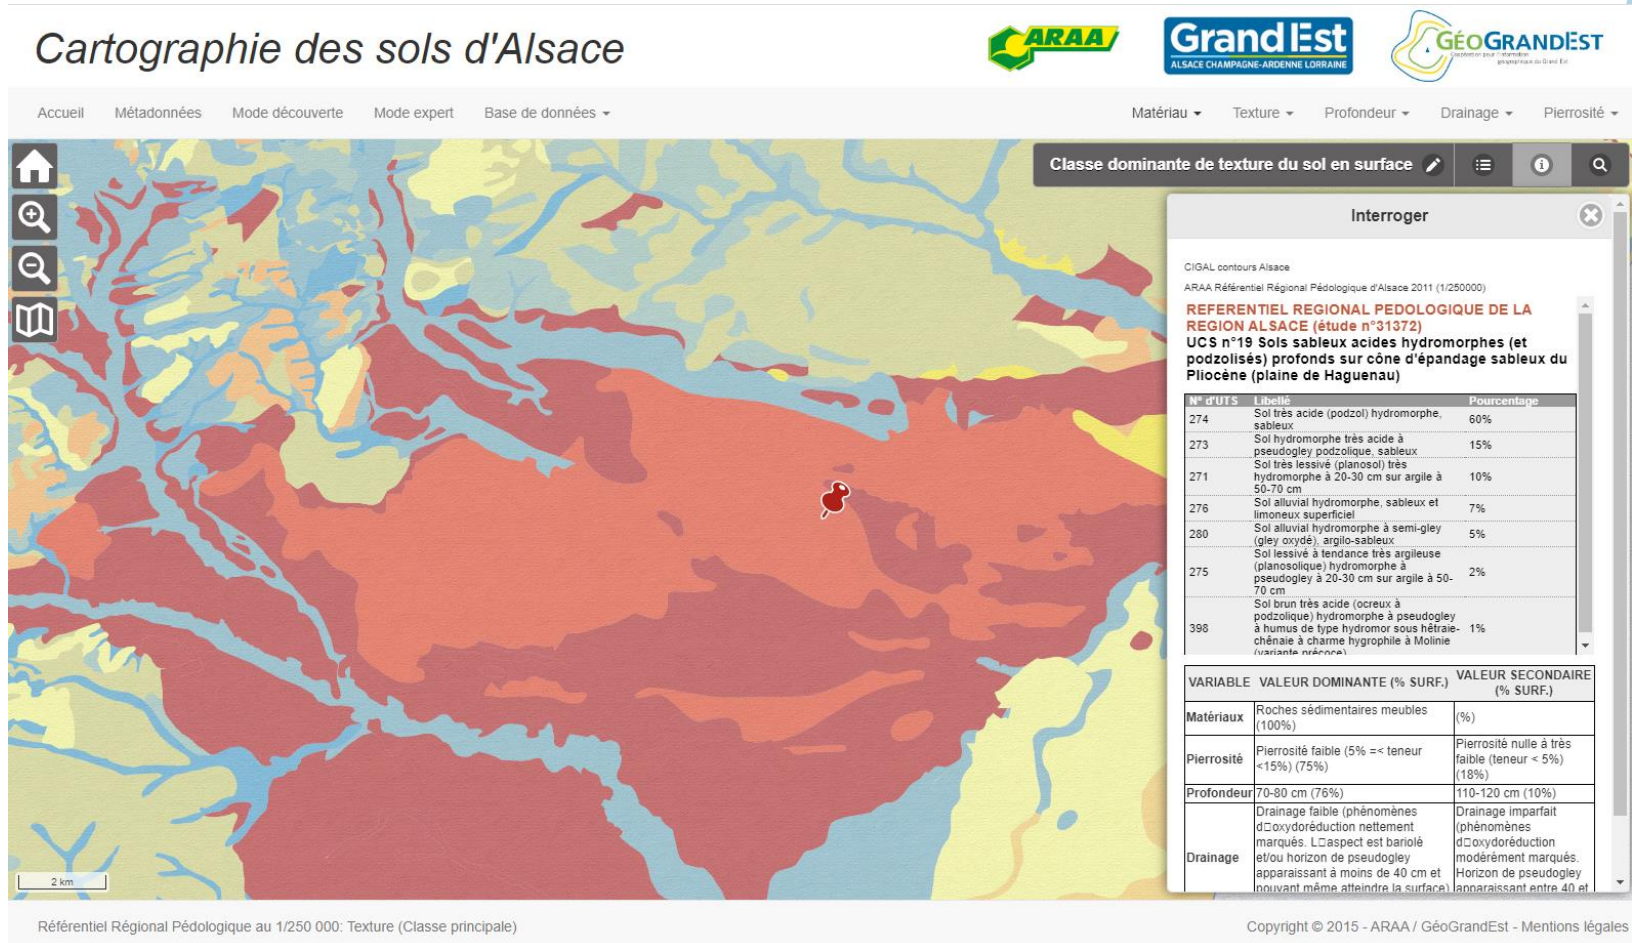 Cartographie des sols d'Alsace
ARAA
Grand Est
ALSACE CHAMPAGNE-ARDENNE LORRAINE
GÉOGRANDEST
Accueil Métadonnées Mode découverte Mode expert Base de données
Matériau Texture Profondeur Drainage Pierrosité
Classe dominante de texture du sol en surface
Interroger
CIGAL contours Alsace
ARAA Référentiel Régional Pédologique d'Alsace 2011 (1/250000)
REFERENTIEL REGIONAL PEDOLOGIQUE DE LA
REGION ALSACE (étude n°31372)
UCS n°19 Sols sableux acides hydromorphes (et
podzolisés) profonds sur cône d'épandage sableux du
Pliocène (plaine de Haguenau)
N° d'UTS Libellé Pourcentage
274 Sol très acide (podzol) hydromorphe,
sableux 60%
273 Sol hydromorphe très acide à
pseudogley podzolique, sableux 15%
271 Sol très lessivé (planosol) très
hydromorphe à 20-30 cm sur argile à
50-70 cm 10%
276 Sol alluvial hydromorphe, sableux et
limoneux superficiel 7%
280 Sol alluvial hydromorphe à semi-gley
(gley oxydé), argilo-sableux 5%
275 Sol lessivé à tendance très argileuse
(planosolique) hydromorphe à
pseudogley à 20-30 cm sur argile à 50-
70 cm 2%
398 Sol brun très acide (ocreux à
podzolique) hydromorphe à pseudogley
à humus de type hydromor sous hêtraie- 1%
chênaie à charme hygrophile à Molinie
(variante précoce)
VARIABLE VALEUR DOMINANTE (% SURF.) VALEUR SECONDAIRE
(% SURF.)
Matériaux Roches sédimentaires meubles
(100%) (%)
Pierrosité Pierrosité faible (5% =< teneur
<15%) (75%) Pierrosité nulle à très
faible (teneur < 5%)
(18%)
Profondeur 70-80 cm (76%) 110-120 cm (10%)
Drainage Drainage faible (phénomènes
d□oxydoréduction nettement
marqués. L□aspect est bariolé
et/ou horizon de pseudogley
apparaissant à moins de 40 cm et
pouvant même atteindre la surface)
Drainage imparfait
(phénomènes
d□oxydoréduction
modérément marqués.
Horizon de pseudogley
apparaissant entre 40 et
2 km
Référentiel Régional Pédologique au 1/250 000: Texture (Classe principale)
Copyright © 2015 - ARAA / GéoGrandEst - Mentions légales